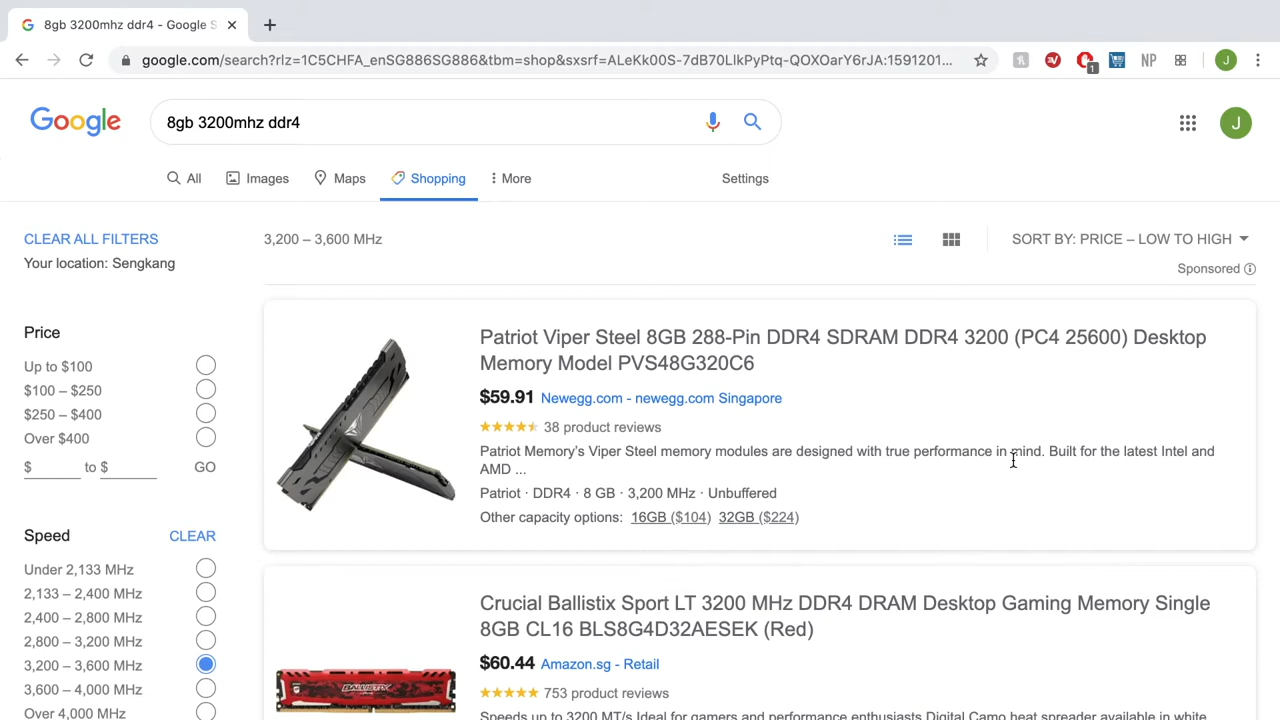 8gb 3200mhz ddr4 - Google S
google.com/search?rlz=1C5CHFA_enSG886SG886&tbm=shop&sxsrf=ALeKk00S-7dB70LlkPyPtq-QOXOarY6rJA:1591201...
1
NP
J
Google
8gb 3200mhz ddr4
J
All
Images
Maps
Shopping
More
Settings
CLEAR ALL FILTERS
3,200 – 3,600 MHz
SORT BY: PRICE – LOW TO HIGH
Your location: Sengkang
Sponsored
Price
Up to $100
$100 – $250
$250 – $400
Over $400
$ to $ GO
Speed CLEAR
Under 2,133 MHz
2,133 – 2,400 MHz
2,400 – 2,800 MHz
2,800 – 3,200 MHz
3,200 – 3,600 MHz
3,600 – 4,000 MHz
Over 4,000 MHz
Patriot Viper Steel 8GB 288-Pin DDR4 SDRAM DDR4 3200 (PC4 25600) Desktop
Memory Model PVS48G320C6
$59.91 Newegg.com - newegg.com Singapore
38 product reviews
Patriot Memory's Viper Steel memory modules are designed with true performance in mind. Built for the latest Intel and
AMD ...
Patriot · DDR4 · 8 GB · 3,200 MHz · Unbuffered
Other capacity options: 16GB ($104) 32GB ($224)
Crucial Ballistix Sport LT 3200 MHz DDR4 DRAM Desktop Gaming Memory Single
8GB CL16 BLS8G4D32AESEK (Red)
BALLISTIX
$60.44 Amazon.sg - Retail
753 product reviews
Speeds up to 3200 MT/s Ideal for gamers and performance enthusiasts Digital Camo heat spreader available in white